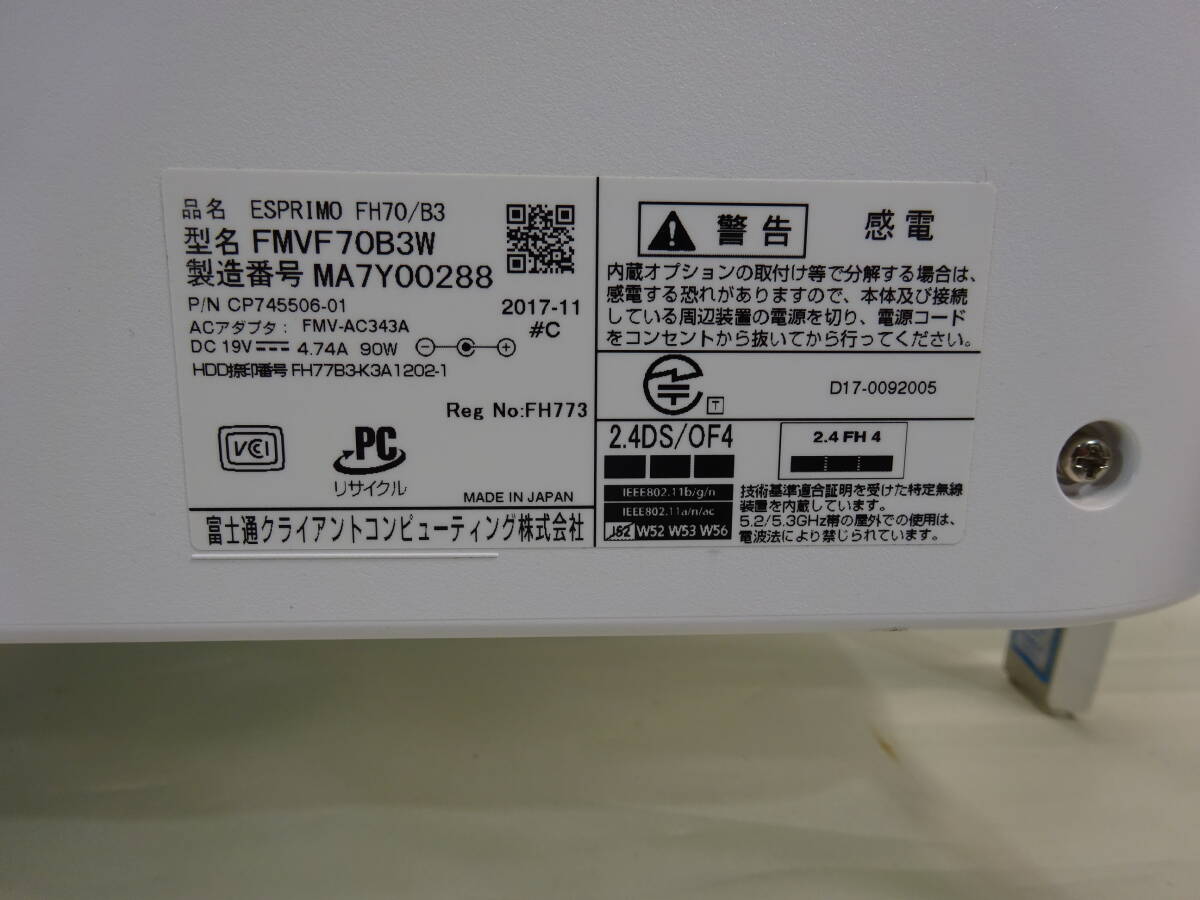 品名 ESPRIMO FH70/B3
型名 FMVF70B3W
製造番号 MA7Y00288
P/N CP745506-01
2017-11
ACアダプタ: FMV-AC343A
#C
DC 19V 4.74A 90W
HDD捺印番号 FH77B3-K3A1202-1
Reg No:FH773
VCCI
PC
リサイクル
MADE IN JAPAN
富士通クライアントコンピューティング株式会社
警告 感電
内蔵オプションの取付け等で分解する場合は、
感電する恐れがありますので、本体及び接続
している周辺装置の電源を切り、電源コード
をコンセントから抜いてから行ってください。
T
D17-0092005
2.4DS/OF4
2.4 FH 4
IEEE802.11b/g/n
IEEE802.11a/n/ac
J52 W52 W53 W56
技術基準適合証明を受けた特定無線
装置を内蔵しています。
5.2/5.3GHz帯の屋外での使用は、
電波法により禁じられています。